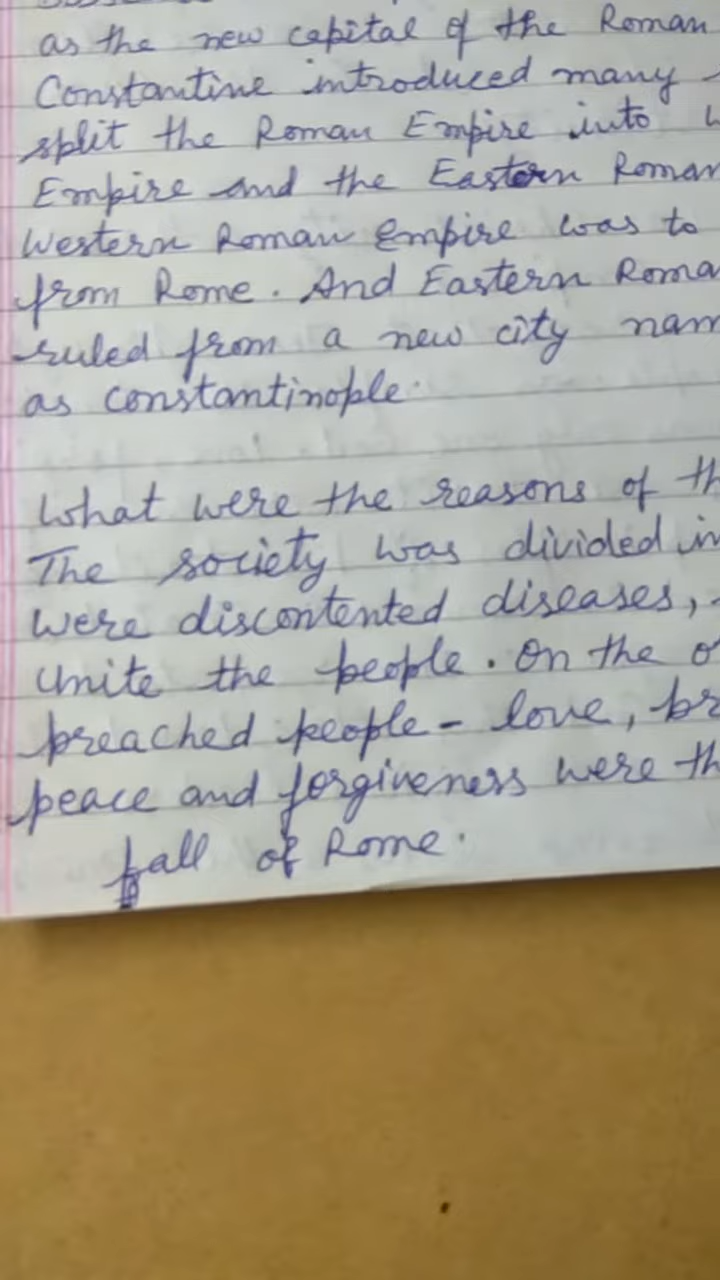 as the new capital of the Roman
Constantine introduced many
split the Roman Empire into
Empire and the Eastern Roman
Western Roman Empire was to
from Rome. And Eastern Roma
ruled from a new city nam
as constantinople.
What were the reasons of th
The society was divided in
were discontented diseases,
unite the people. On the o
preached people - love, br
peace and forgiveness were th
fall of Rome.